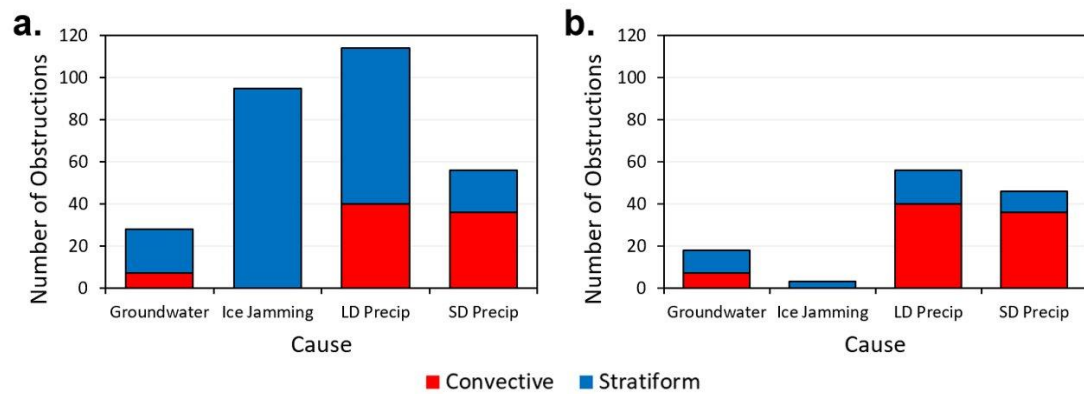 a.
120
100
80
60
40
20
0
Number of Obstructions
Groundwater Ice Jamming LD Precip SD Precip
Cause
b.
120
100
80
60
40
20
0
Number of Obstructions
Groundwater Ice Jamming LD Precip SD Precip
Cause
Convective Stratiform